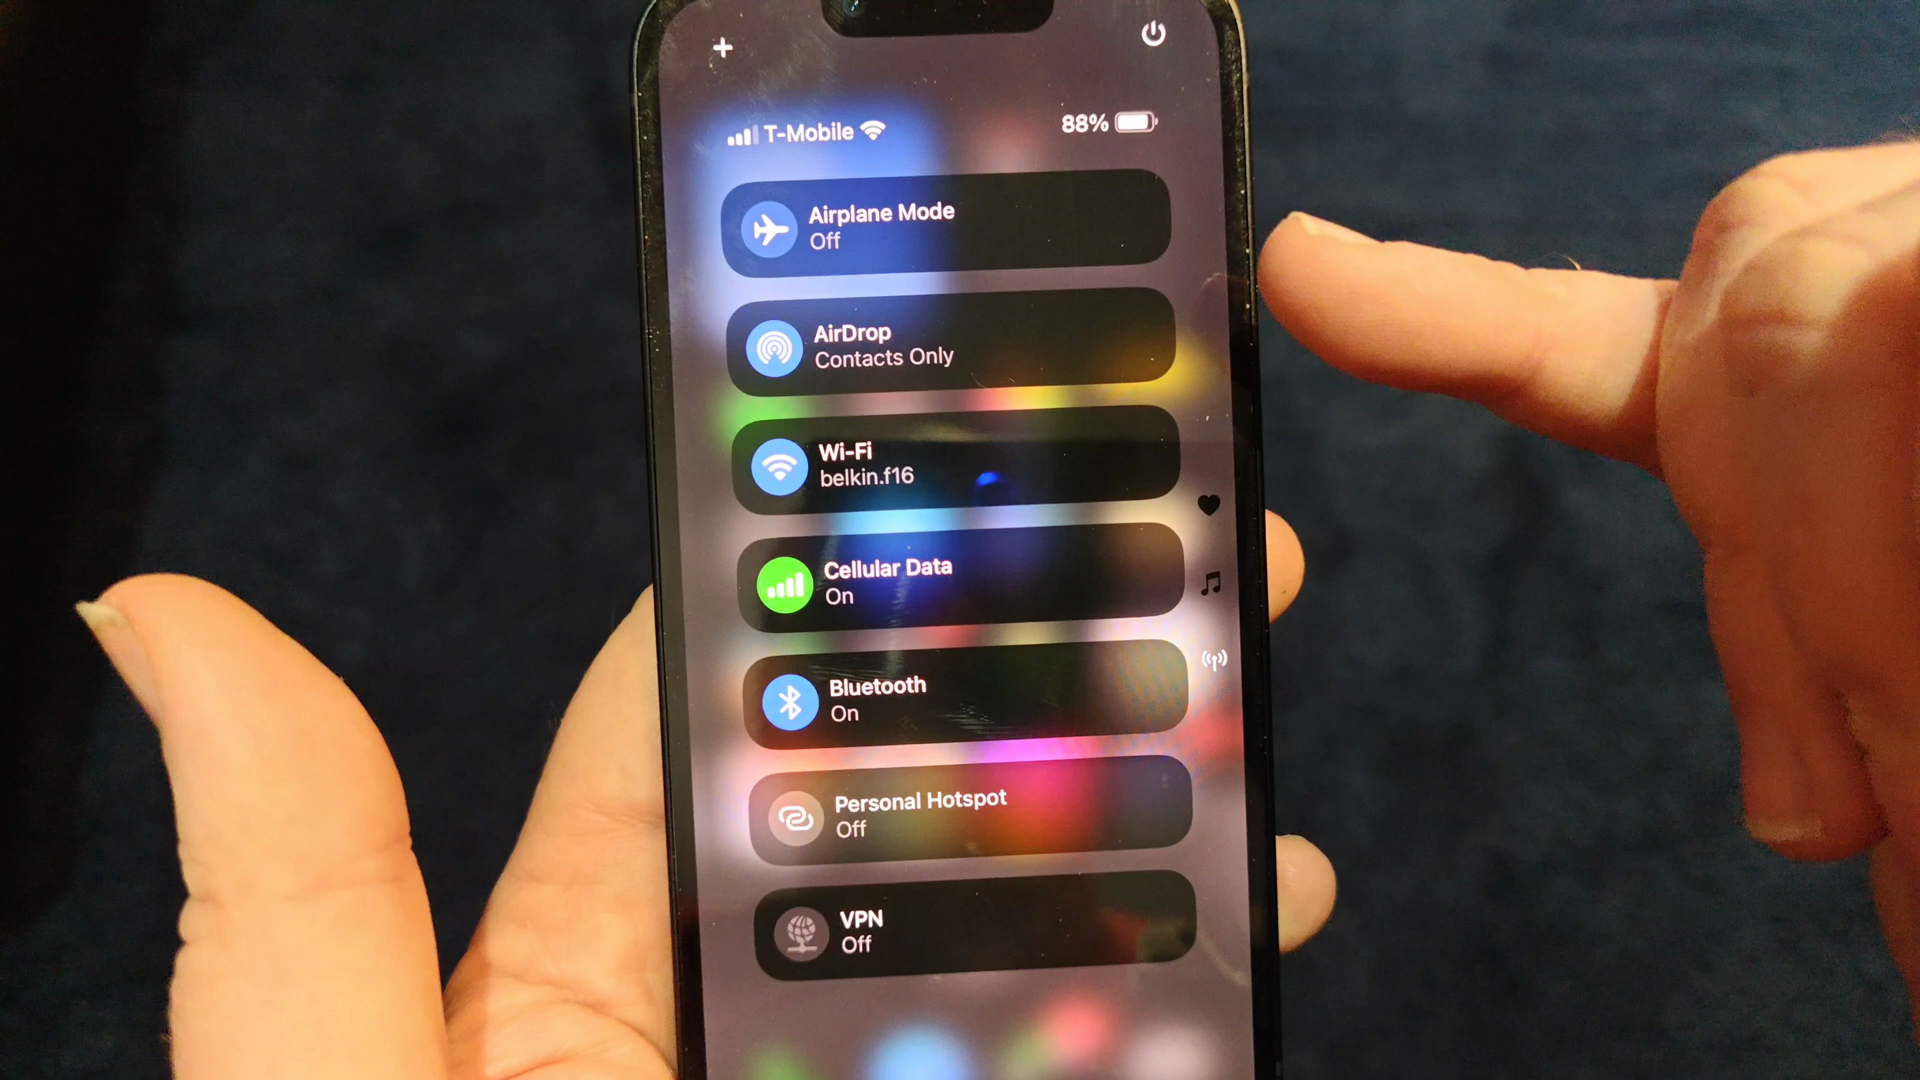 T-Mobile 88%
Airplane Mode
Off
AirDrop
Contacts Only
Wi-Fi
belkin.f16
Cellular Data
On
Bluetooth
On
Personal Hotspot
Off
VPN
Off